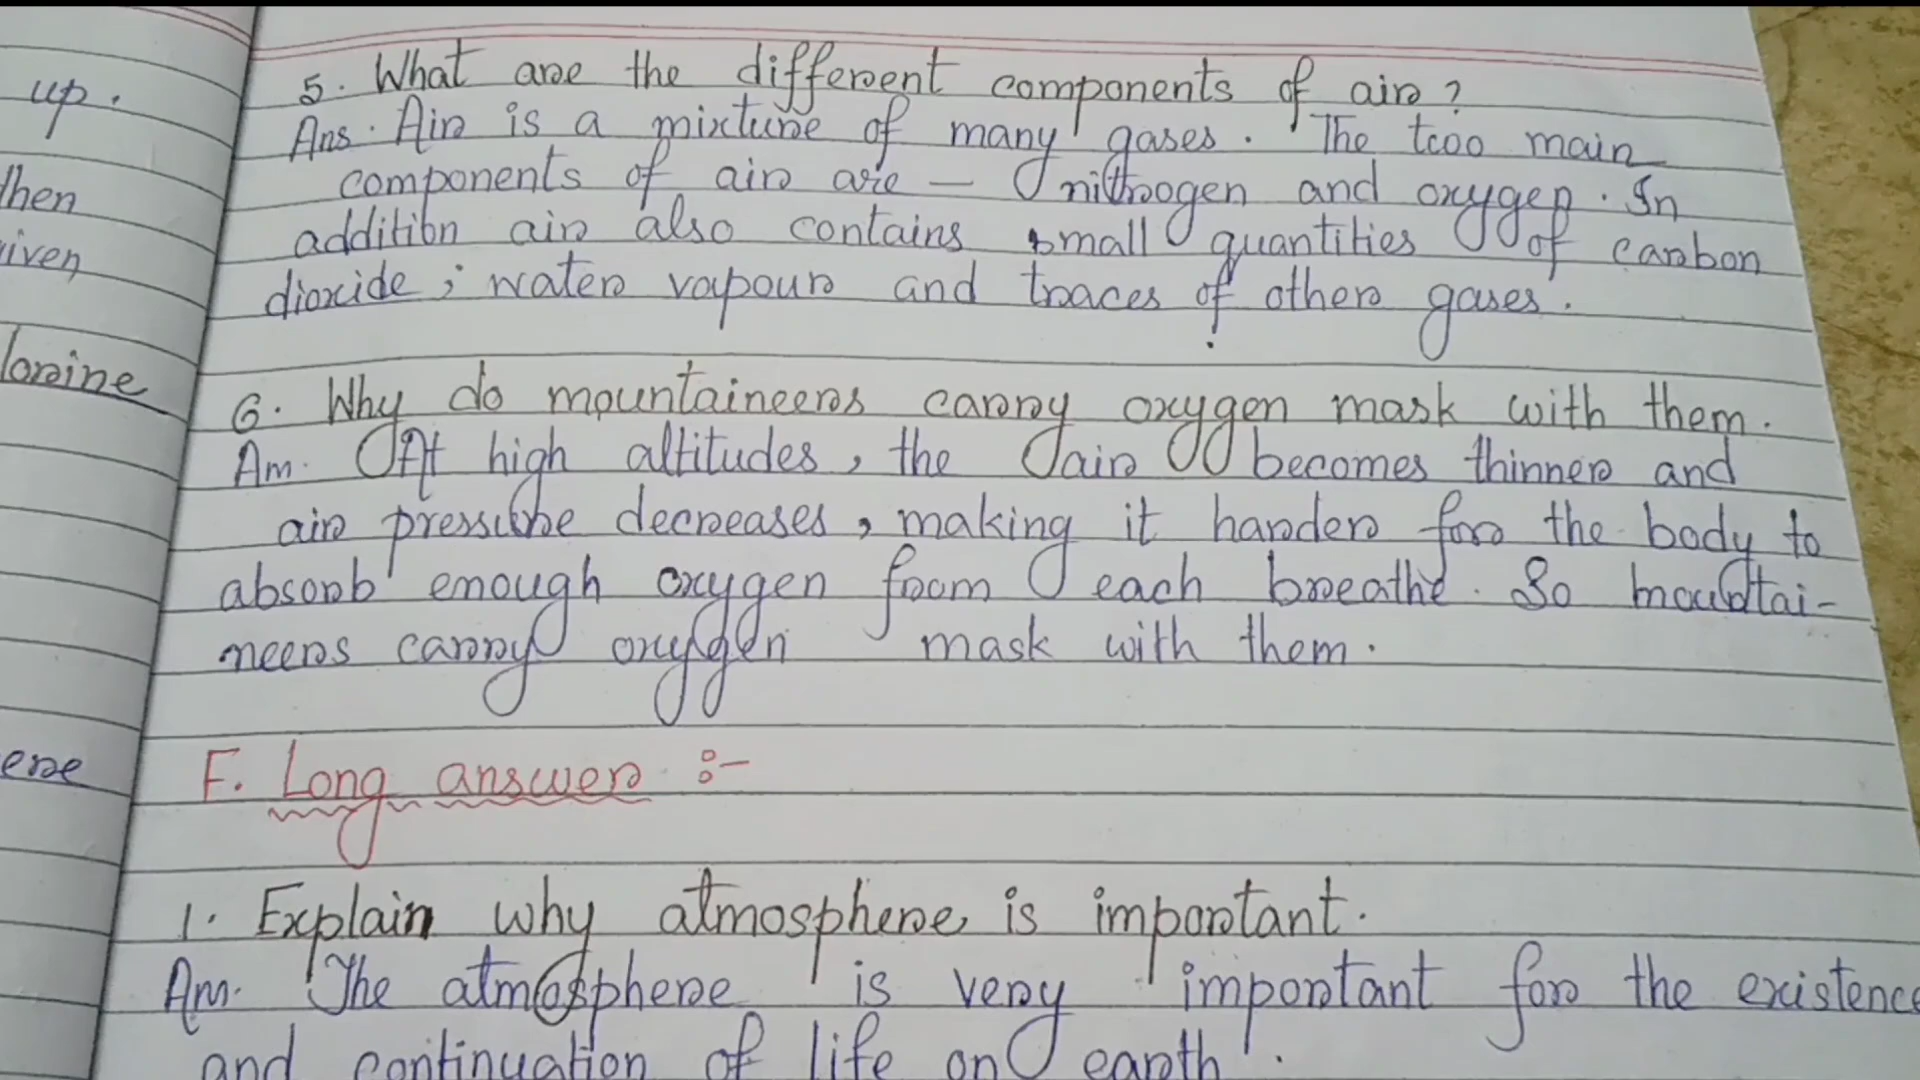 up.
then
iven
lorine
ere
5. What are the different components of air?
Ans. Air is a mixture of many gases. The two main
components of air are – nitrogen and oxygen. In
addition air also contains small quantities of carbon
dioxide; water vapour and traces of other gases.
6. Why do mountaineers carry oxygen mask with them.
Ans. At high altitudes, the air becomes thinner and
air pressure decreases, making it harder for the body to
absorb enough oxygen from each breathe. So mountai-
neers carry oxygen mask with them.
F. Long answer :-
1. Explain why atmosphere is important.
Ans. The atmosphere is very important for the existence
and continuation of life on earth.